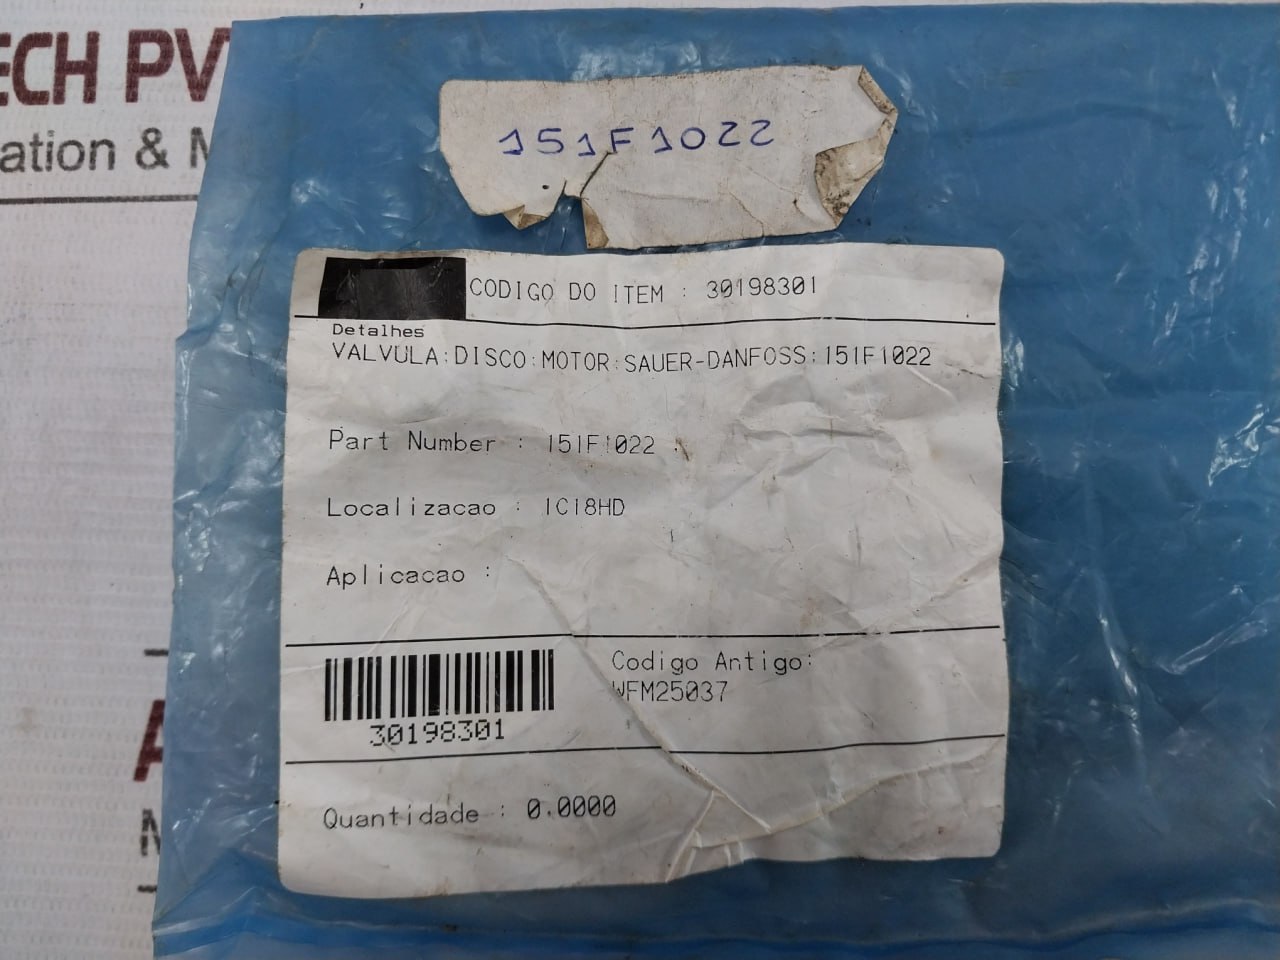 ECH PV
ation & M
151F1022
CODIGO DO ITEM : 30198301
Detalhes
VALVULA:DISCO:MOTOR:SAUER-DANFOSS:151F1022
Part Number : 151F1022
Localizacao : 1C18HD
Aplicacao :
Codigo Antigo:
WFM25037
30198301
Quantidade : 0.0000